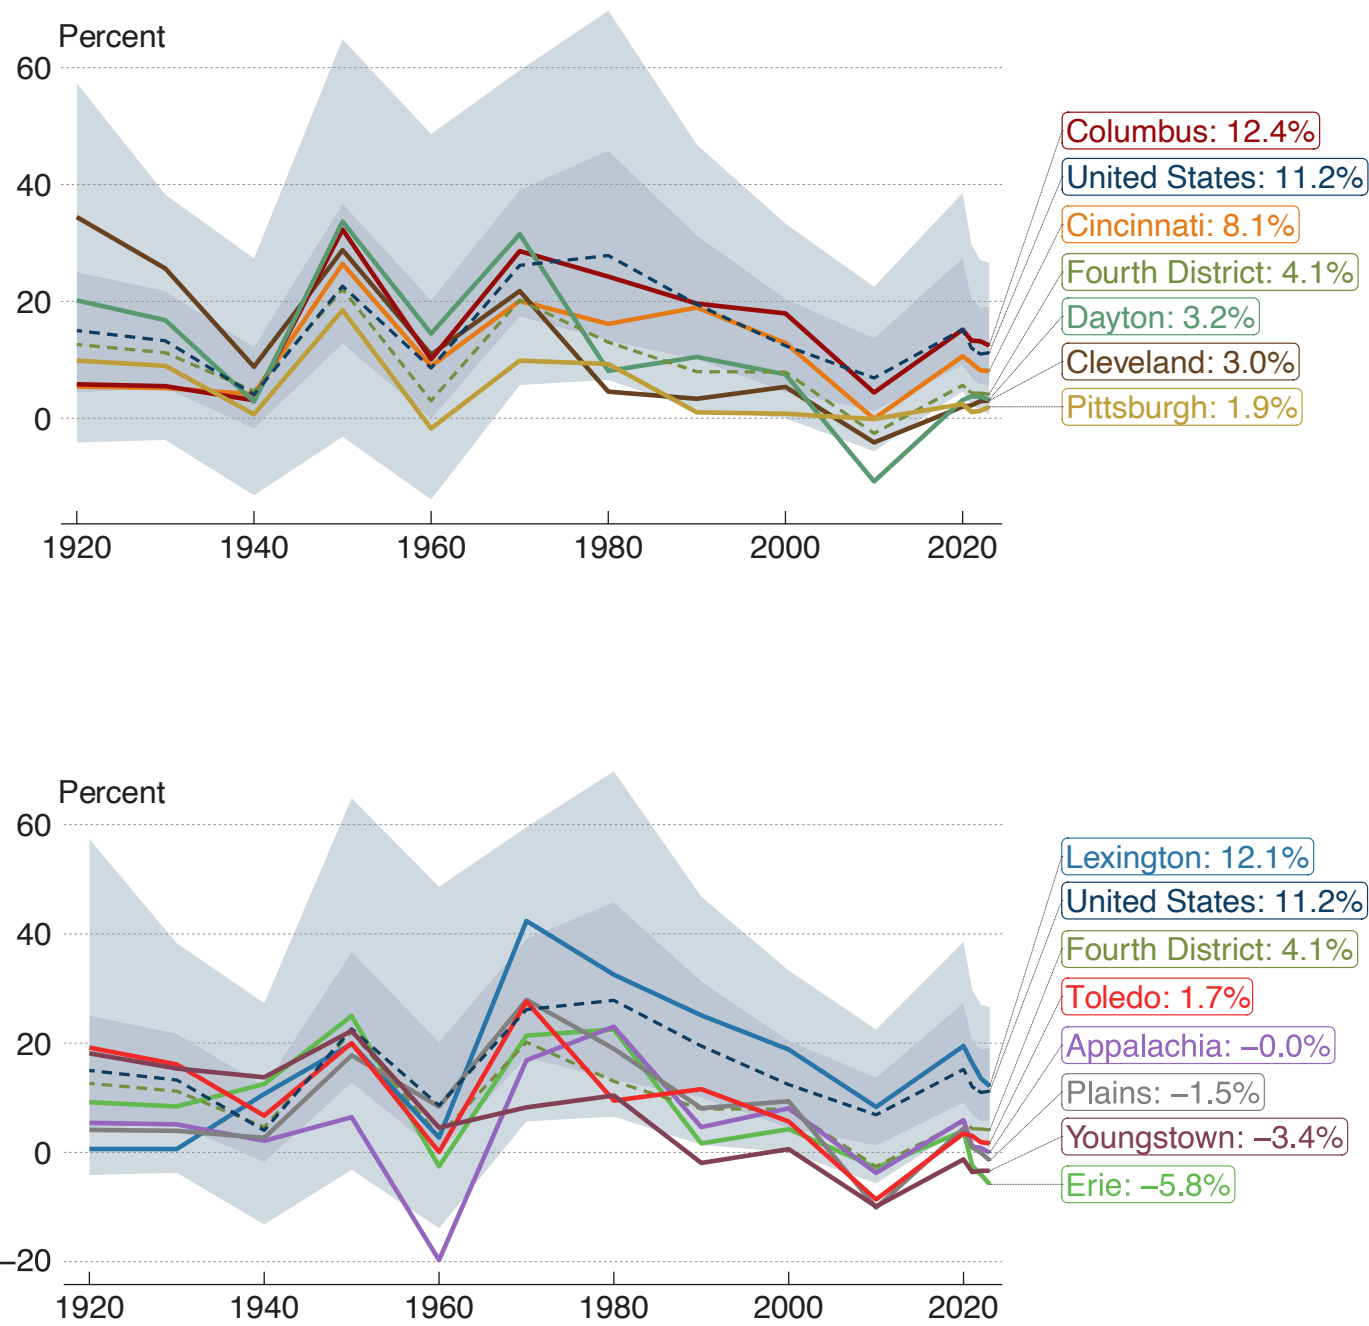 Percent
60
40
20
0
1920 1940 1960 1980 2000 2020
Columbus: 12.4%
United States: 11.2%
Cincinnati: 8.1%
Fourth District: 4.1%
Dayton: 3.2%
Cleveland: 3.0%
Pittsburgh: 1.9%
Percent
60
40
20
0
−20
1920 1940 1960 1980 2000 2020
Lexington: 12.1%
United States: 11.2%
Fourth District: 4.1%
Toledo: 1.7%
Appalachia: −0.0%
Plains: −1.5%
Youngstown: −3.4%
Erie: −5.8%